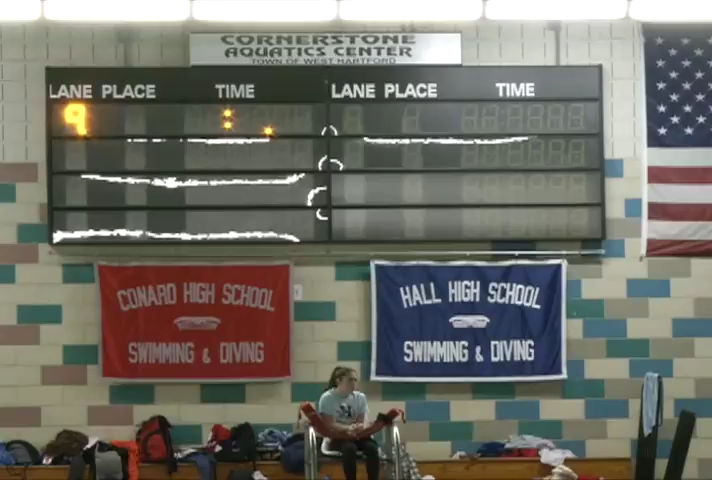 CORNERSTONE
AQUATICS CENTER
TOWN OF WEST HARTFORD
LANE PLACE TIME LANE PLACE TIME
9 : .
CONARD HIGH SCHOOL
SWIMMING & DIVING
HALL HIGH SCHOOL
SWIMMING & DIVING